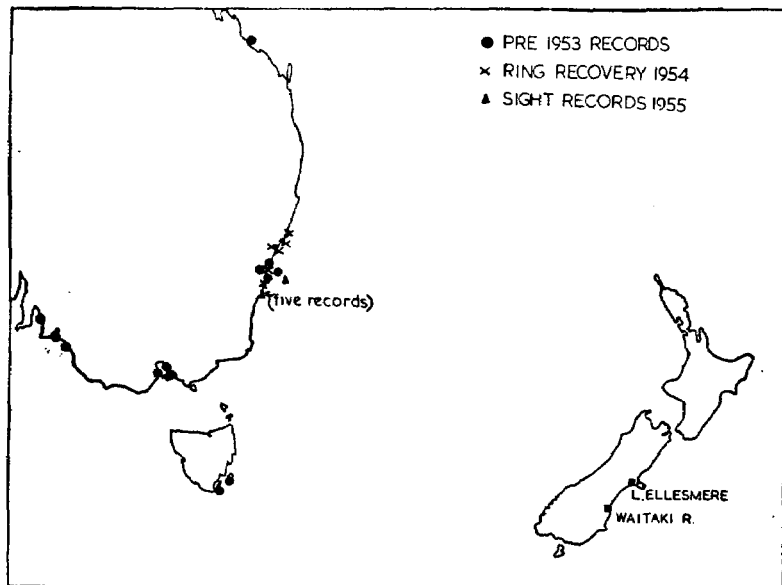 ● PRE 1953 RECORDS
× RING RECOVERY 1954
▲ SIGHT RECORDS 1955
(five records)
L. ELLESMERE
WAITAKI R.